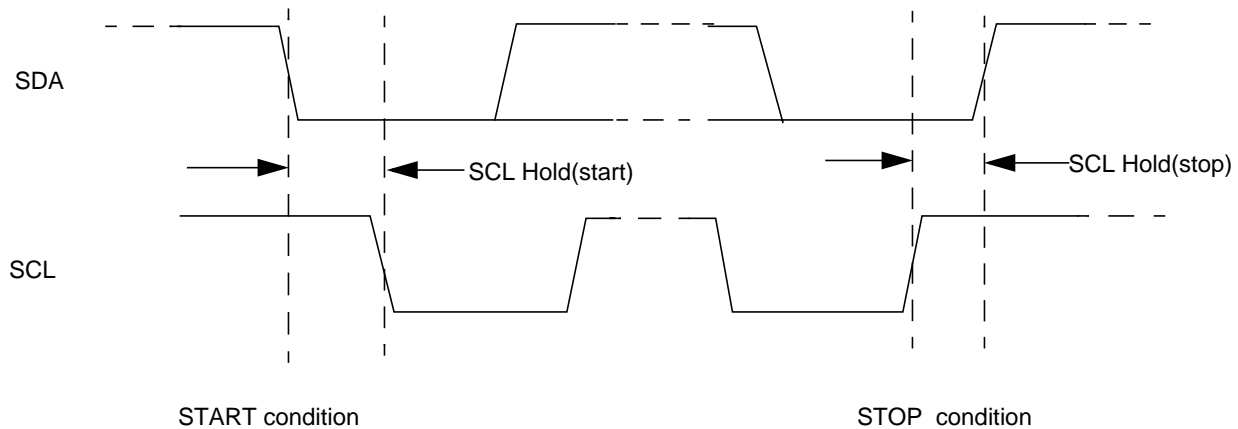 SDA
SCL Hold(start)
SCL Hold(stop)
SCL
START condition
STOP condition